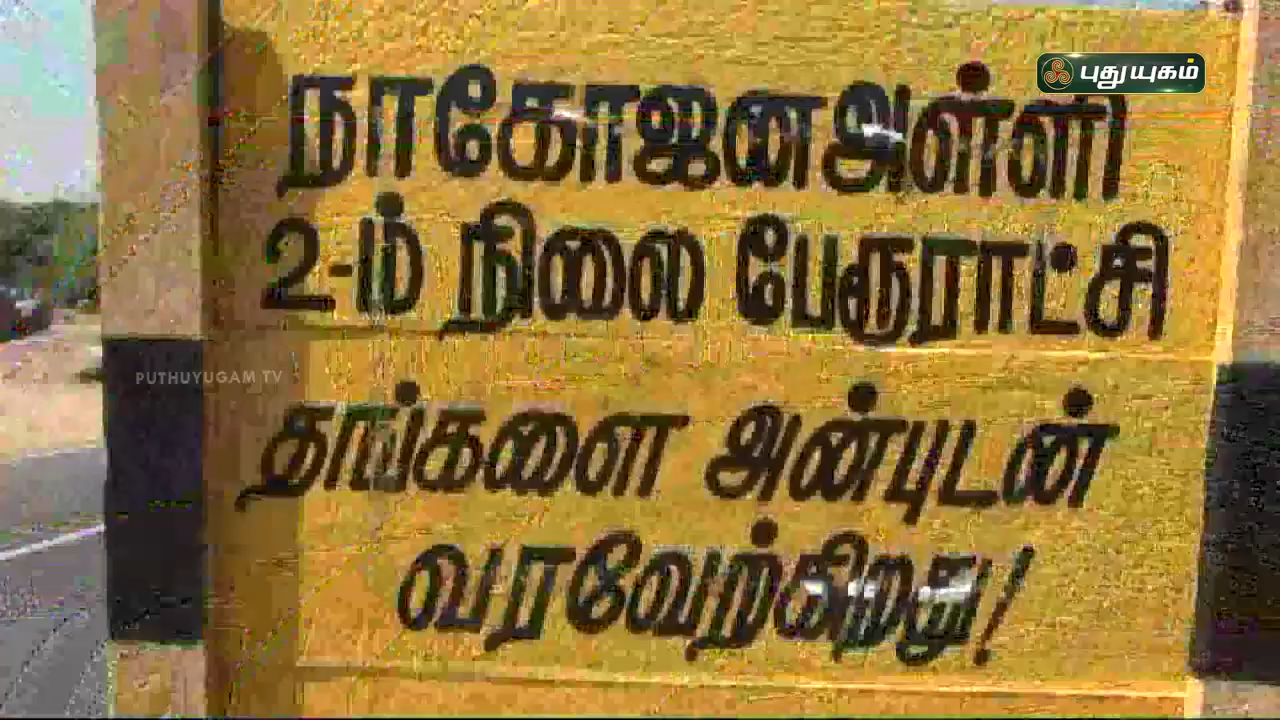 புதுயுகம்
நாகோஜனஅள்ளி
2-ம் நிலை பேரூராட்சி
PUTHUYUGAM TV
தங்களை அன்புடன்
வரவேற்கிறது!